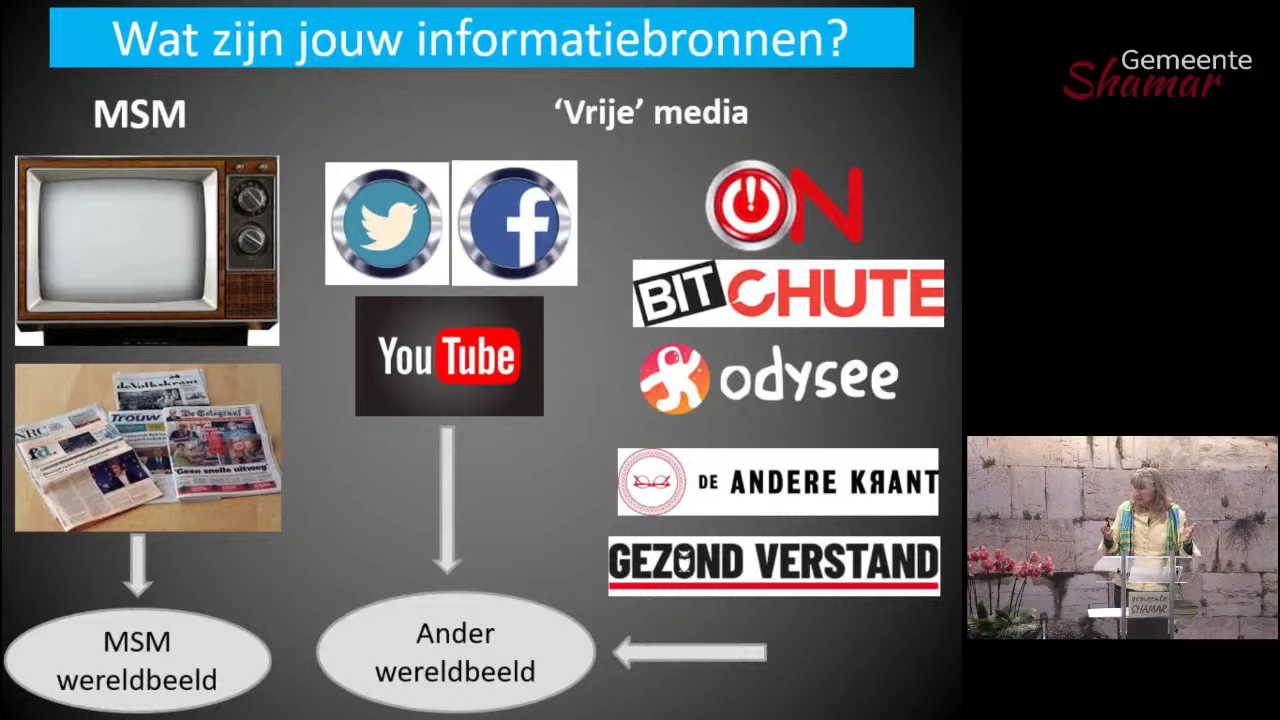 Wat zijn jouw informatiebronnen?
Gemeente
Shamar
MSM
‘Vrije’ media
ON
BITCHUTE
YouTube
odysee
deVolkskrant
Trouw
De Telegraaf
NRC
fd.
'Geen snelle uitweg'
DE ANDERE KRANT
GEZOND VERSTAND
gemeente
SHAMAR
MSM
wereldbeeld
Ander
wereldbeeld